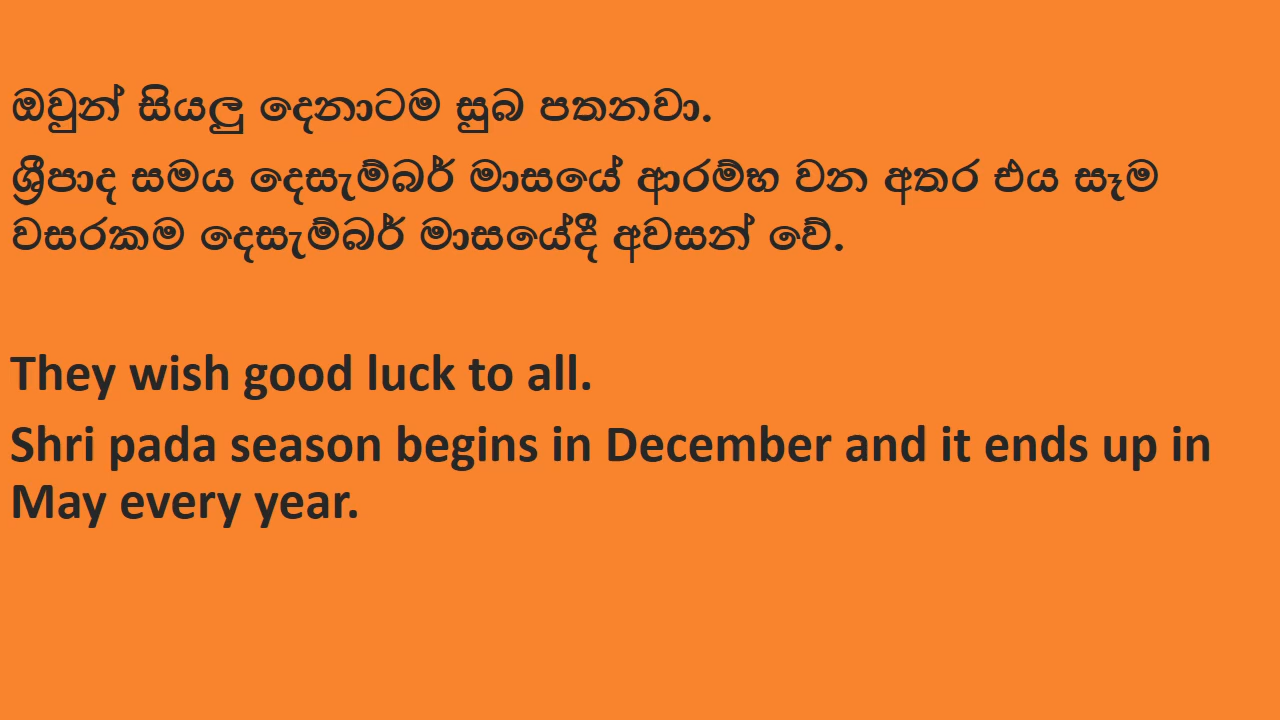 ඔවුන් සියලු දෙනාටම සුබ පතනවා.
ශ්‍රීපාද සමය දෙසැම්බර් මාසයේ ආරම්භ වන අතර එය සෑම
වසරකම දෙසැම්බර් මාසයේදී අවසන් වේ.
They wish good luck to all.
Shri pada season begins in December and it ends up in
May every year.